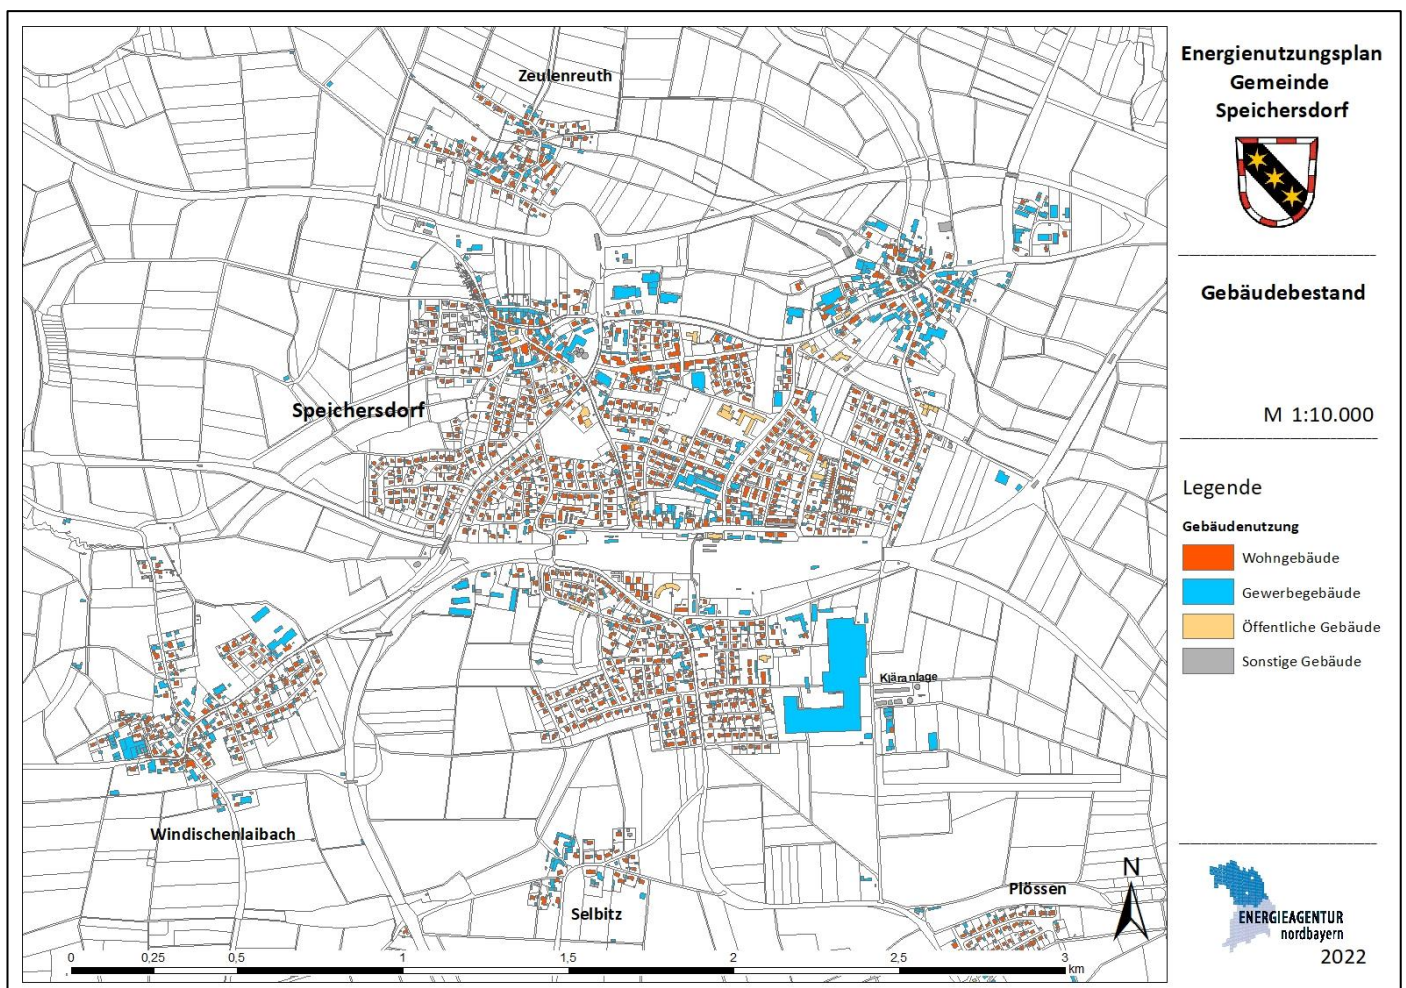 Zeulenreuth
Speichersdorf
Kläranlage
Windischenlaibach
Selbitz
Plössen
N
0 0,25 0,5 1 1,5 2 2,5 3
km
Energienutzungsplan
Gemeinde
Speichersdorf
Gebäudebestand
M 1:10.000
Legende
Gebäudenutzung
Wohngebäude
Gewerbegebäude
Öffentliche Gebäude
Sonstige Gebäude
ENERGIEAGENTUR
nordbayern
2022